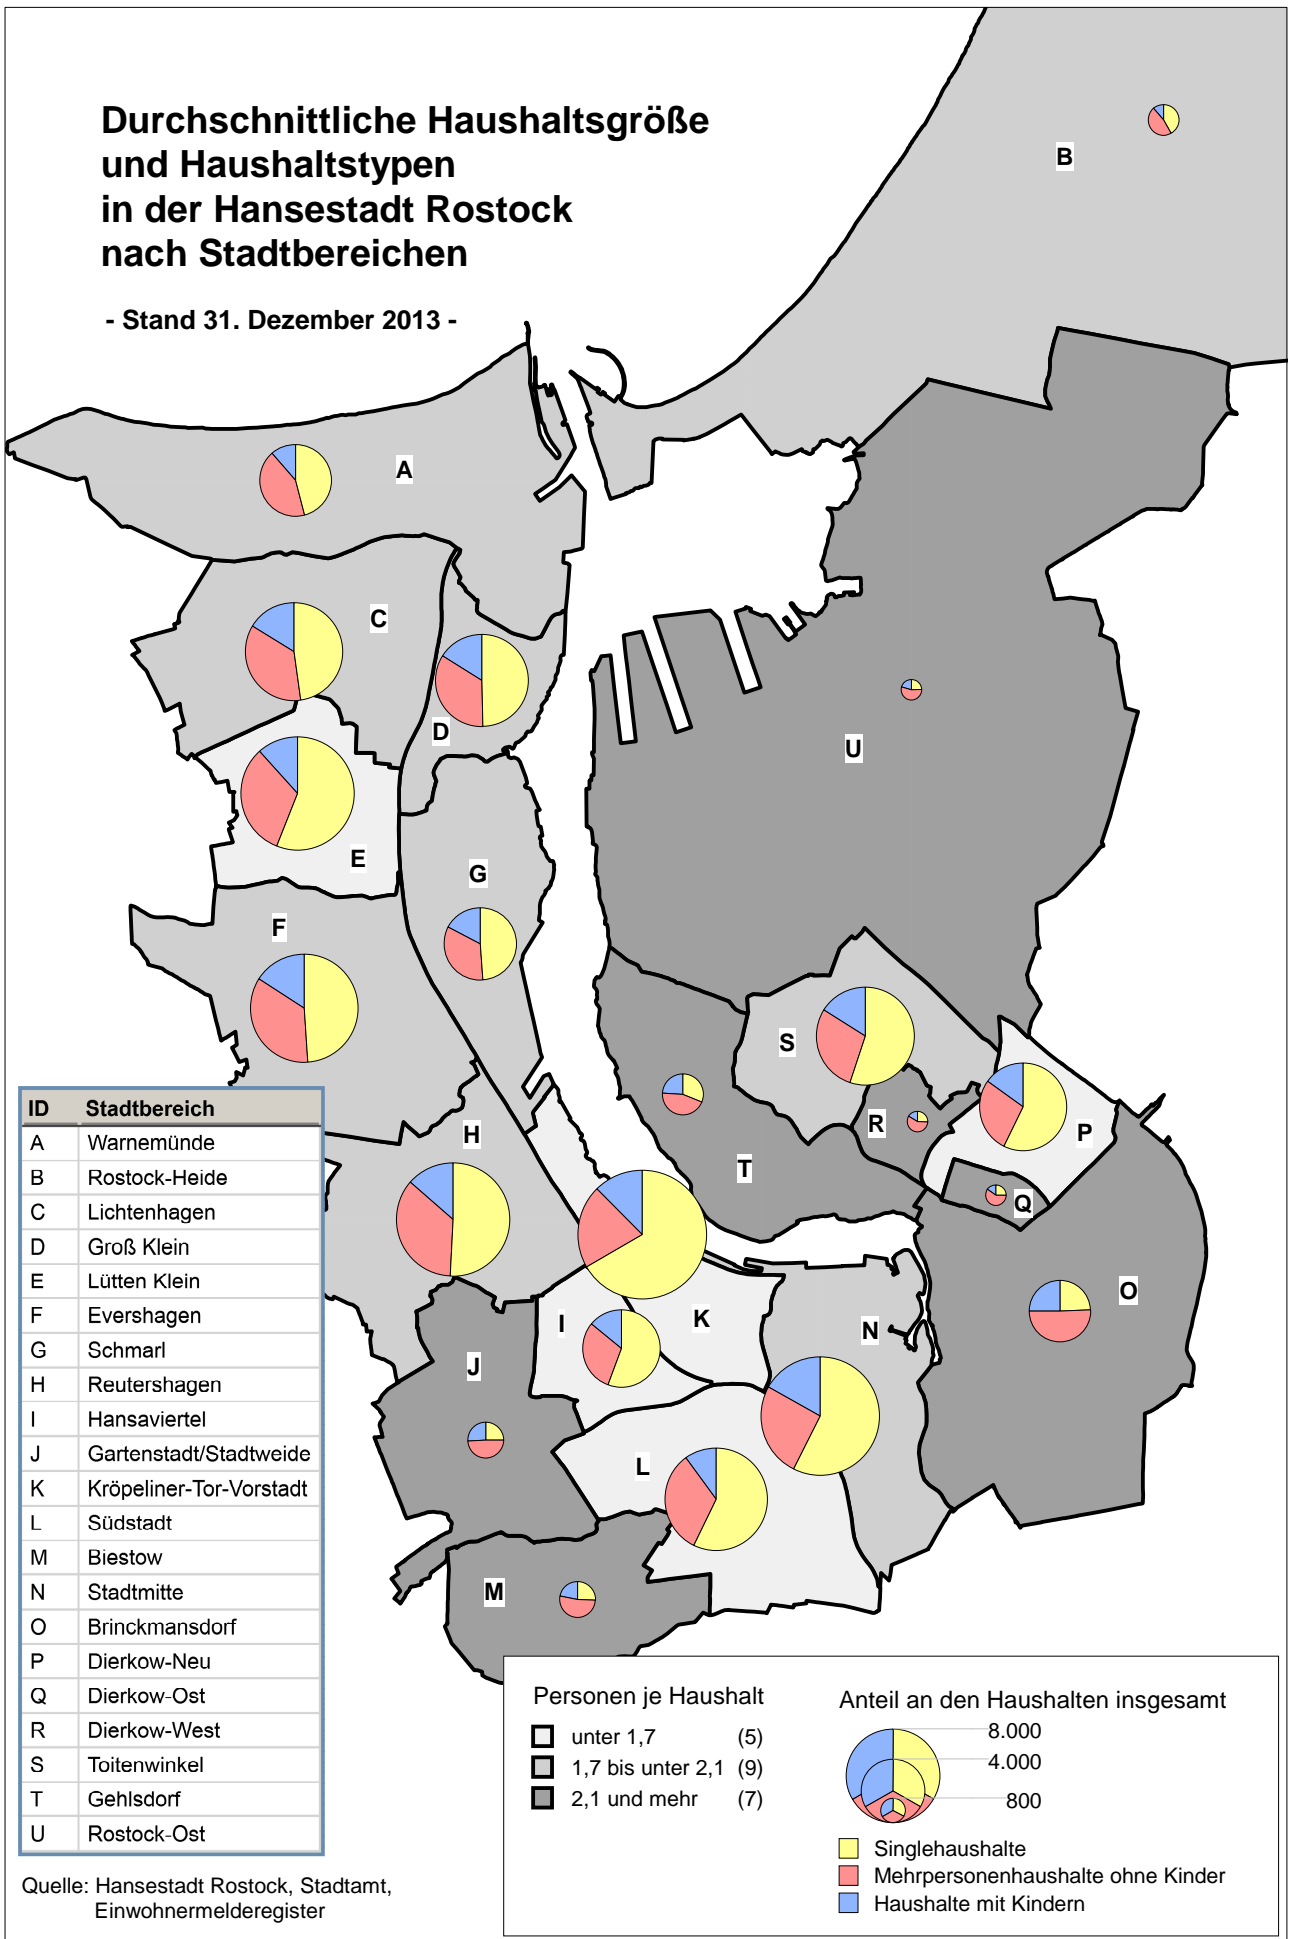 Durchschnittliche Haushaltsgröße
und Haushaltstypen
in der Hansestadt Rostock
nach Stadtbereichen
- Stand 31. Dezember 2013 -
B
A
C
D
U
E
G
F
S
R
P
H
T
Q
O
I
K
N
J
L
M
ID Stadtbereich
A Warnemünde
B Rostock-Heide
C Lichtenhagen
D Groß Klein
E Lütten Klein
F Evershagen
G Schmarl
H Reutershagen
I Hansaviertel
J Gartenstadt/Stadtweide
K Kröpeliner-Tor-Vorstadt
L Südstadt
M Biestow
N Stadtmitte
O Brinckmansdorf
P Dierkow-Neu
Q Dierkow-Ost
R Dierkow-West
S Toitenwinkel
T Gehlsdorf
U Rostock-Ost
Quelle: Hansestadt Rostock, Stadtamt,
Einwohnermelderegister
Personen je Haushalt
unter 1,7 (5)
1,7 bis unter 2,1 (9)
2,1 und mehr (7)
Anteil an den Haushalten insgesamt
8.000
4.000
800
Singlehaushalte
Mehrpersonenhaushalte ohne Kinder
Haushalte mit Kindern